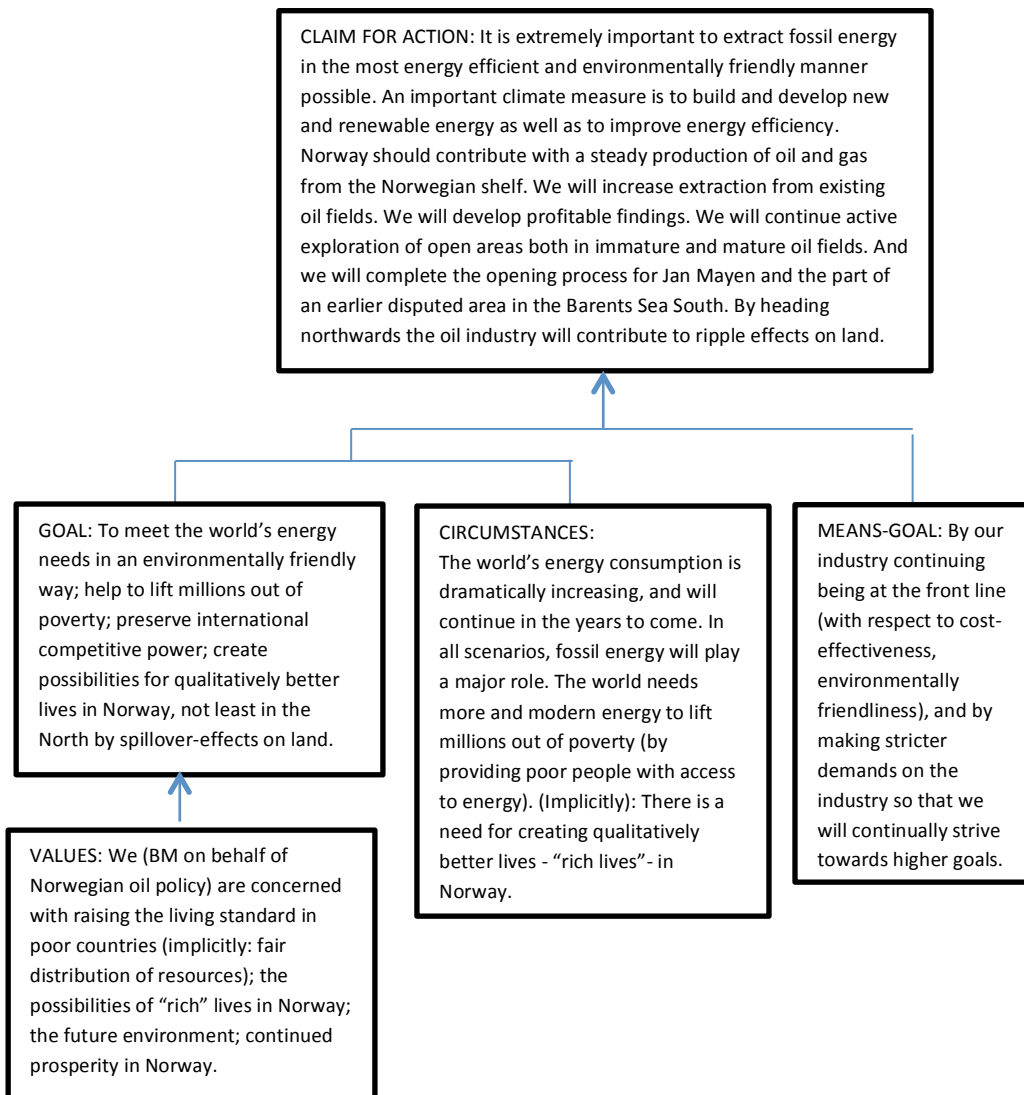 CLAIM FOR ACTION: It is extremely important to extract fossil energy
in the most energy efficient and environmentally friendly manner
possible. An important climate measure is to build and develop new
and renewable energy as well as to improve energy efficiency.
Norway should contribute with a steady production of oil and gas
from the Norwegian shelf. We will increase extraction from existing
oil fields. We will develop profitable findings. We will continue active
exploration of open areas both in immature and mature oil fields. And
we will complete the opening process for Jan Mayen and the part of
an earlier disputed area in the Barents Sea South. By heading
northwards the oil industry will contribute to ripple effects on land.
GOAL: To meet the world’s energy
needs in an environmentally friendly
way; help to lift millions out of
poverty; preserve international
competitive power; create
possibilities for qualitatively better
lives in Norway, not least in the
North by spillover-effects on land.
CIRCUMSTANCES:
The world’s energy consumption is
dramatically increasing, and will
continue in the years to come. In
all scenarios, fossil energy will play
a major role. The world needs
more and modern energy to lift
millions out of poverty (by
providing poor people with access
to energy). (Implicitly): There is a
need for creating qualitatively
better lives - “rich lives”- in
Norway.
MEANS-GOAL: By our
industry continuing
being at the front line
(with respect to cost-
effectiveness,
environmentally
friendliness), and by
making stricter
demands on the
industry so that we
will continually strive
towards higher goals.
VALUES: We (BM on behalf of
Norwegian oil policy) are concerned
with raising the living standard in
poor countries (implicitly: fair
distribution of resources); the
possibilities of “rich” lives in Norway;
the future environment; continued
prosperity in Norway.